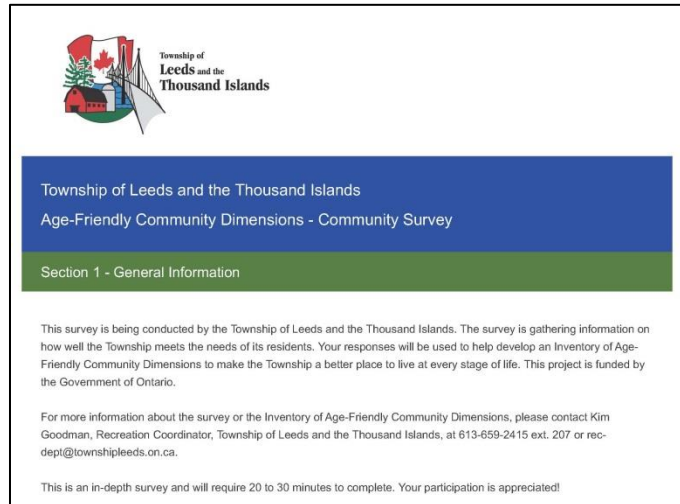 Township of
Leeds and the
Thousand Islands
Township of Leeds and the Thousand Islands
Age-Friendly Community Dimensions - Community Survey
Section 1 - General Information
This survey is being conducted by the Township of Leeds and the Thousand Islands. The survey is gathering information on
how well the Township meets the needs of its residents. Your responses will be used to help develop an Inventory of Age-
Friendly Community Dimensions to make the Township a better place to live at every stage of life. This project is funded by
the Government of Ontario.
For more information about the survey or the Inventory of Age-Friendly Community Dimensions, please contact Kim
Goodman, Recreation Coordinator, Township of Leeds and the Thousand Islands, at 613-659-2415 ext. 207 or rec-
dept@townshipleeds.on.ca.
This is an in-depth survey and will require 20 to 30 minutes to complete. Your participation is appreciated!